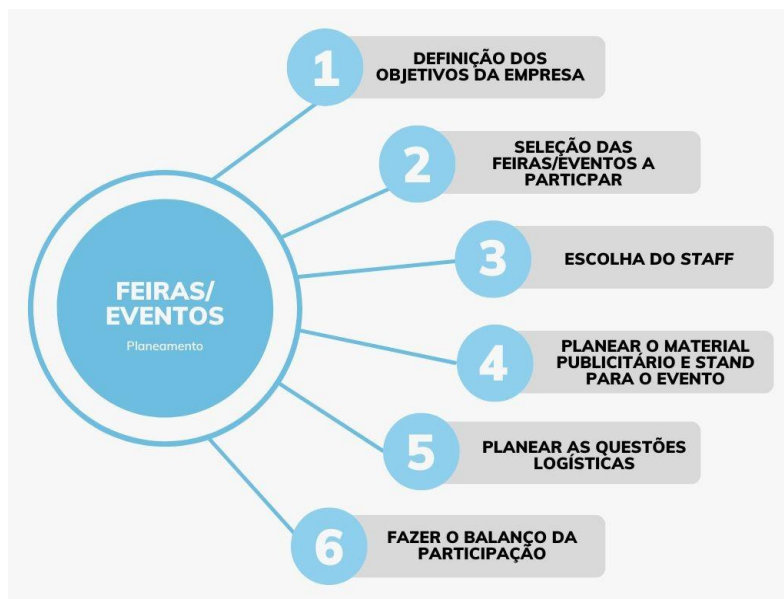 FEIRAS/
EVENTOS
Planeamento
1
DEFINIÇÃO DOS
OBJETIVOS DA EMPRESA
2
SELEÇÃO DAS
FEIRAS/EVENTOS A
PARTICPAR
3
ESCOLHA DO STAFF
4
PLANEAR O MATERIAL
PUBLICITÁRIO E STAND
PARA O EVENTO
5
PLANEAR AS QUESTÕES
LOGÍSTICAS
6
FAZER O BALANÇO DA
PARTICIPAÇÃO